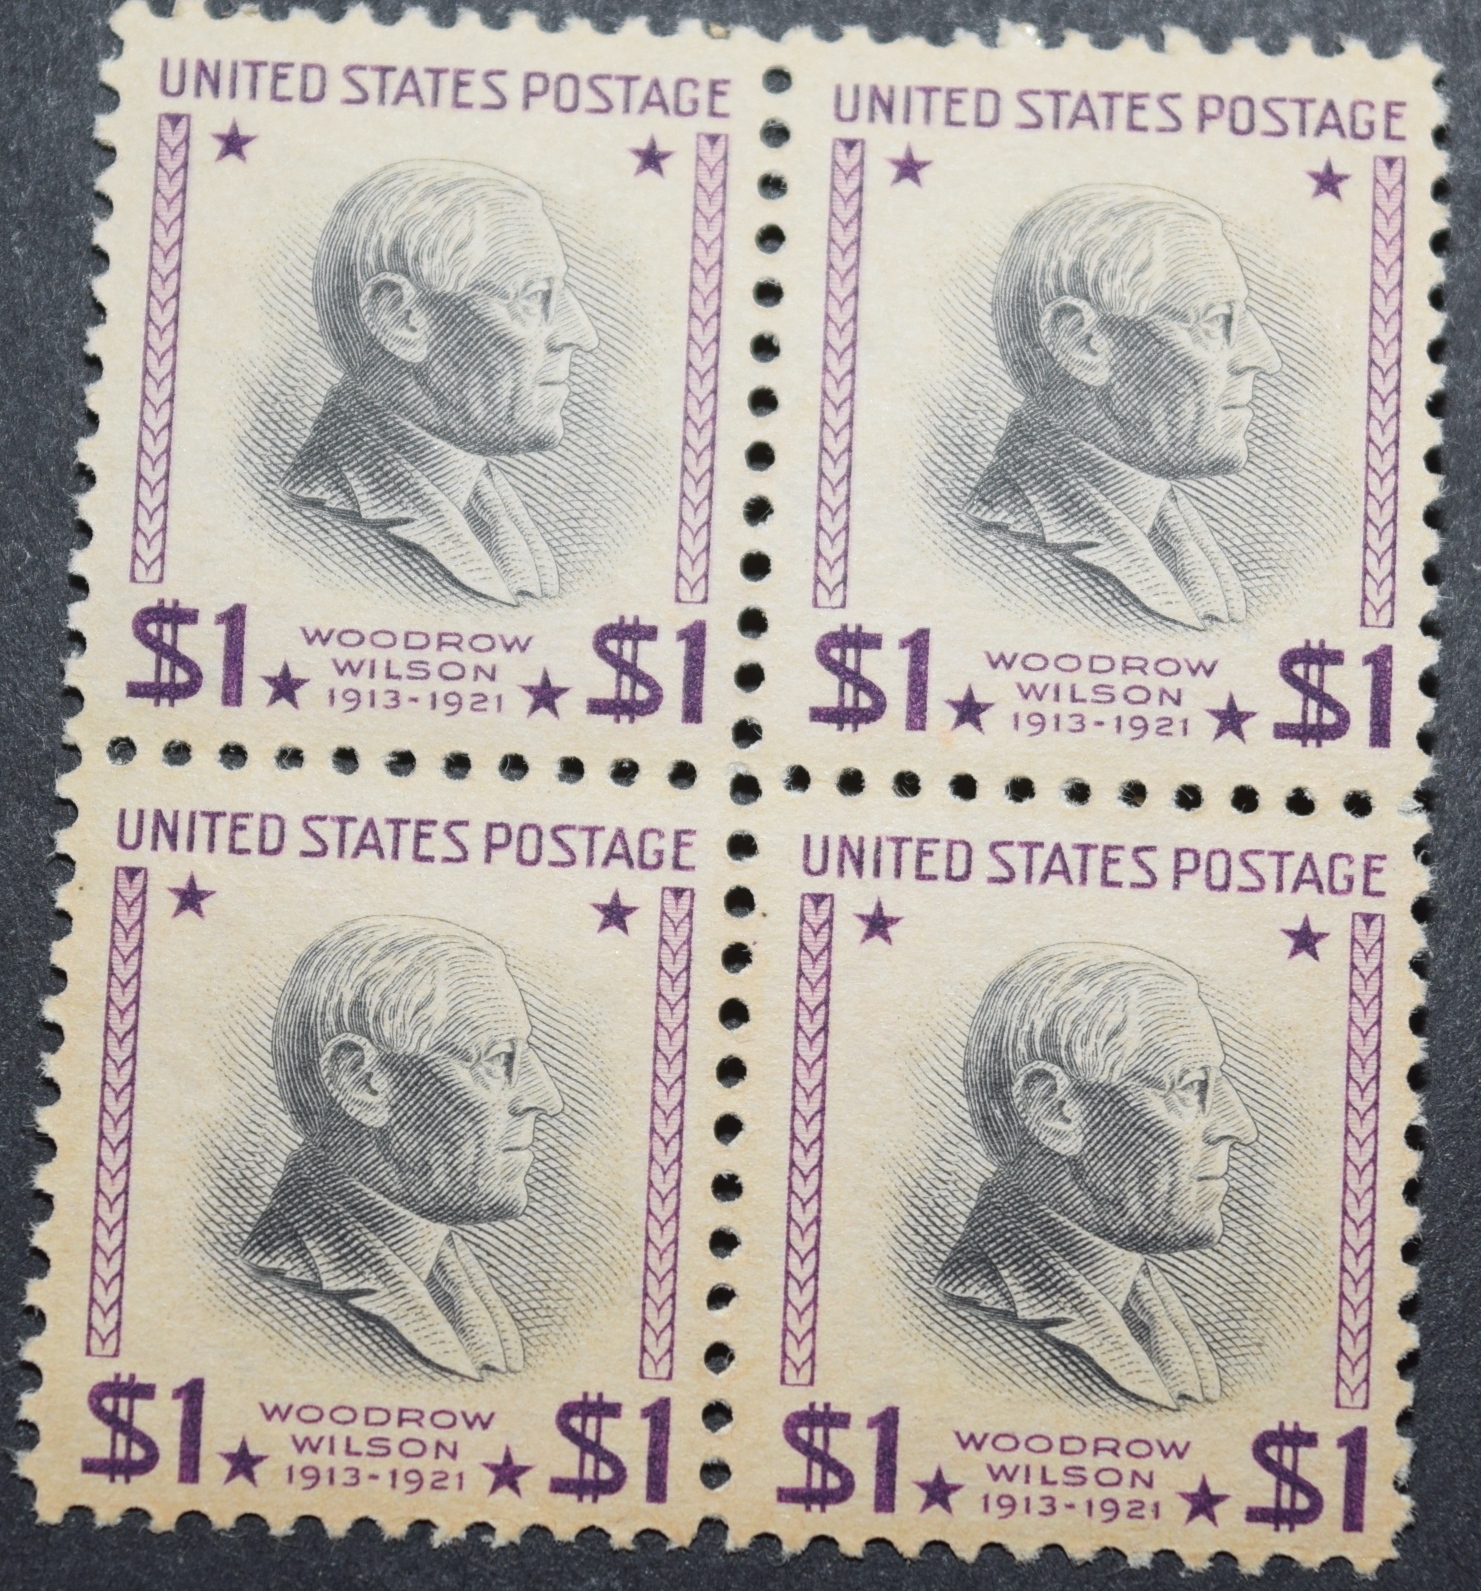 UNITED STATES POSTAGE
$1 WOODROW $1
WILSON
1913-1921
UNITED STATES POSTAGE
$1 WOODROW $1
WILSON
1913-1921
UNITED STATES POSTAGE
$1 WOODROW $1
WILSON
1913-1921
UNITED STATES POSTAGE
$1 WOODROW $1
WILSON
1913-1921